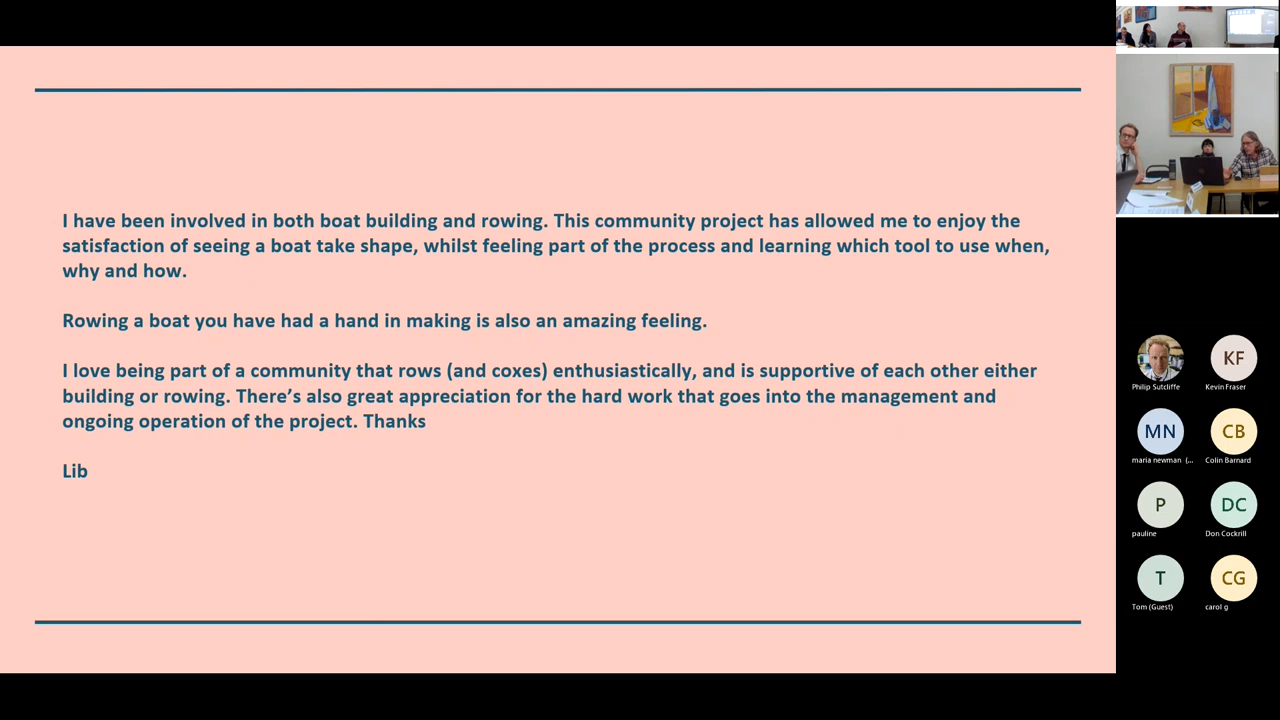 I have been involved in both boat building and rowing. This community project has allowed me to enjoy the
satisfaction of seeing a boat take shape, whilst feeling part of the process and learning which tool to use when,
why and how.
Rowing a boat you have had a hand in making is also an amazing feeling.
I love being part of a community that rows (and coxes) enthusiastically, and is supportive of each other either
building or rowing. There’s also great appreciation for the hard work that goes into the management and
ongoing operation of the project. Thanks
Lib
Philip Sutcliffe
KF
Kevin Fraser
MN
maria newman (...
CB
Colin Barnard
P
pauline
DC
Don Cockrill
T
Tom (Guest)
CG
carol g